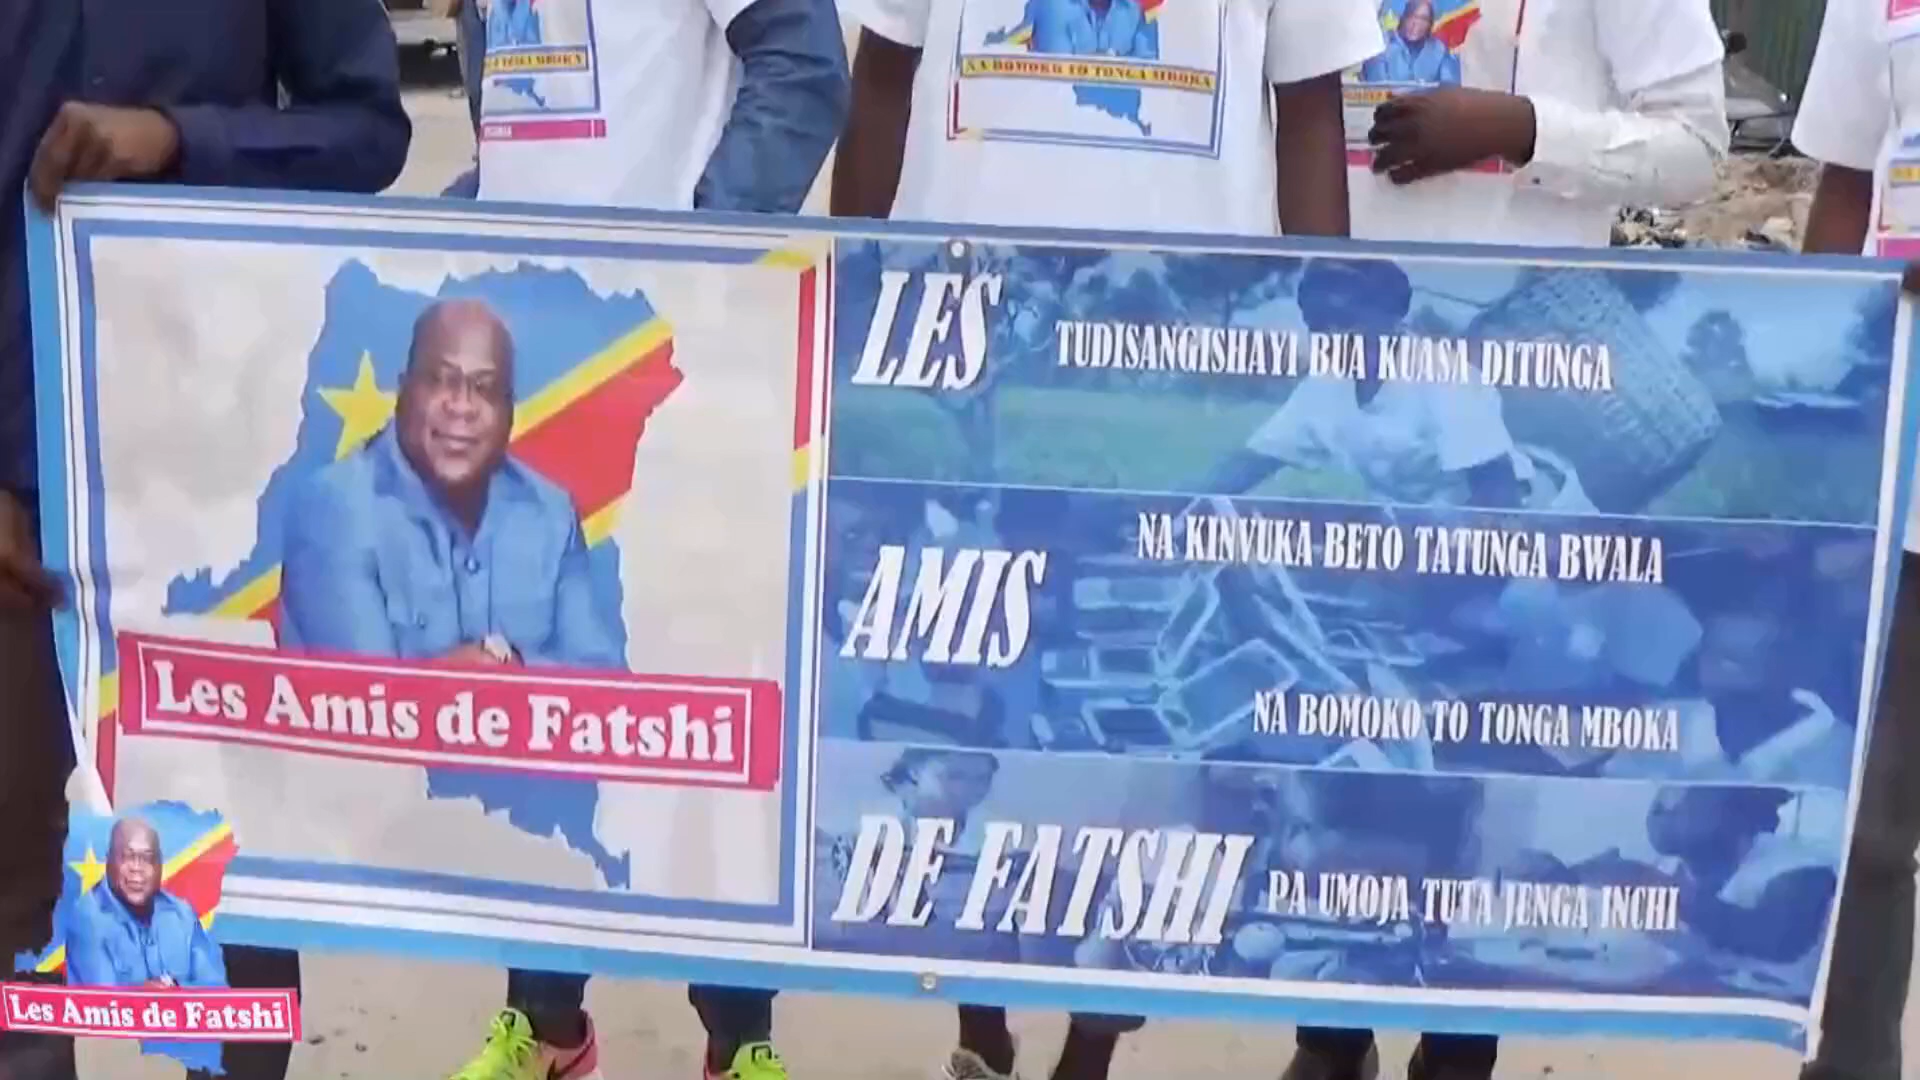 NA BOMOKO TO TONGA MBOKA
Les Amis de Fatshi
LES
TUDISANGISHAYI BUA KUASA DITUNGA
AMIS
NA KINVUKA BETO TATUNGA BWALA
NA BOMOKO TO TONGA MBOKA
DE FATSHI
PA UMOJA TUTA JENGA INCHI
Les Amis de Fatshi